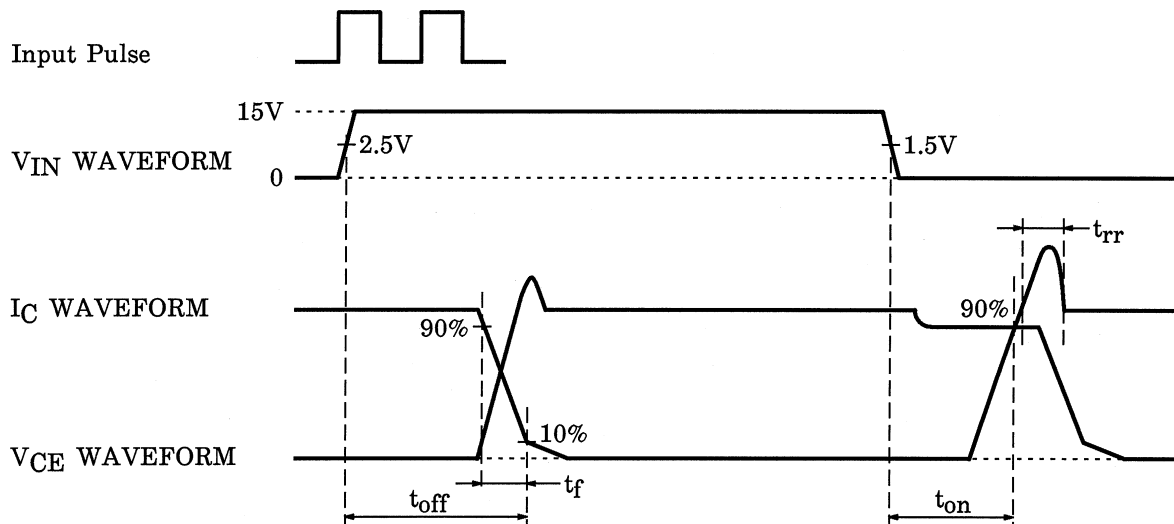 Input Pulse
15V
2.5V
1.5V
VIN WAVEFORM
0
trr
IC WAVEFORM
90%
90%
10%
VCE WAVEFORM
tf
toff
ton